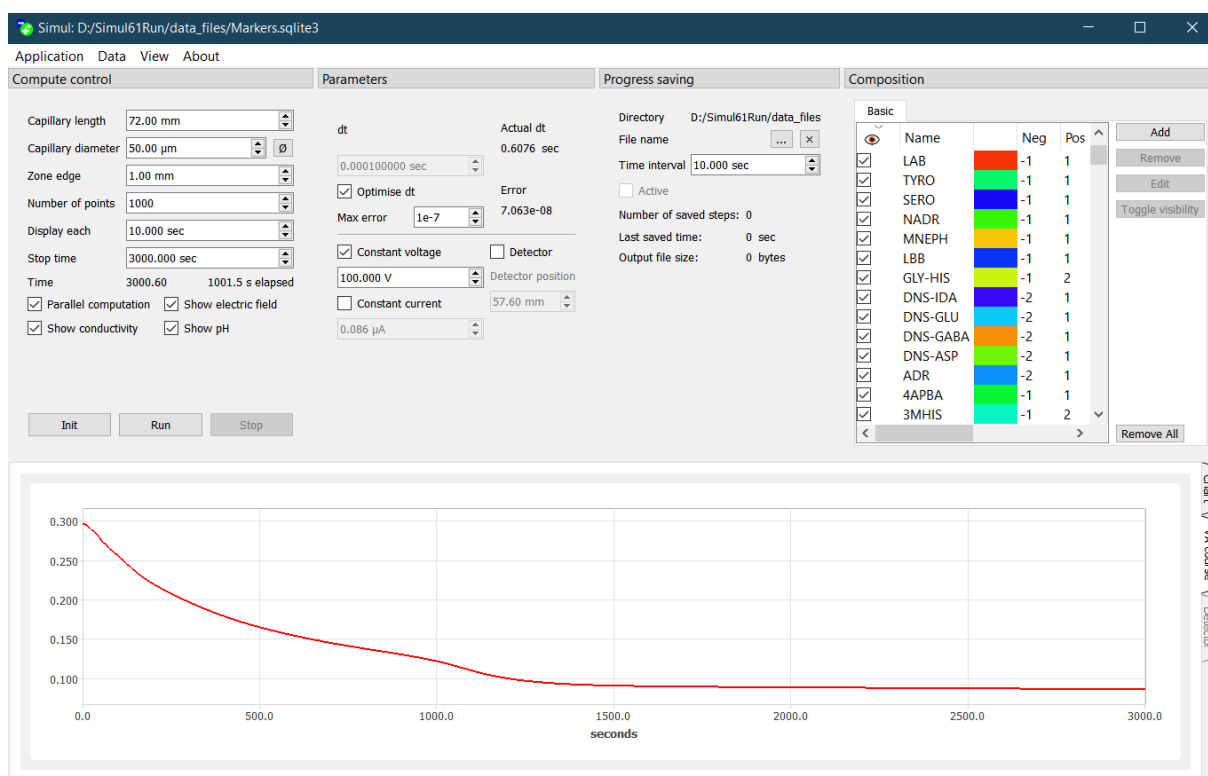 Simul: D:/Simul61Run/data_files/Markers.sqlite3
Application Data View About
Compute control
Capillary length 72.00 mm
Capillary diameter 50.00 µm Ø
Zone edge 1.00 mm
Number of points 1000
Display each 10.000 sec
Stop time 3000.000 sec
Time 3000.60 1001.5 s elapsed
Parallel computation Show electric field
Show conductivity Show pH
Init Run Stop
Parameters
dt Actual dt
0.6076 sec
0.000100000 sec
Optimise dt Error
Max error 1e-7 7.063e-08
Constant voltage Detector
100.000 V Detector position
Constant current 57.60 mm
0.086 µA
Progress saving
Directory D:/Simul61Run/data_files
File name ... ×
Time interval 10.000 sec
Active
Number of saved steps: 0
Last saved time: 0 sec
Output file size: 0 bytes
Composition
Basic
Name Neg Pos
LAB -1 1
TYRO -1 1
SERO -1 1
NADR -1 1
MNEPH -1 1
LBB -1 1
GLY-HIS -1 2
DNS-IDA -2 1
DNS-GLU -2 1
DNS-GABA -2 1
DNS-ASP -2 1
ADR -2 1
4APBA -1 1
3MHIS -1 2
Add
Remove
Edit
Toggle visibility
Remove All
0.300
0.250
0.200
0.150
0.100
0.0 500.0 1000.0 1500.0 2000.0 2500.0 3000.0
seconds
Detector